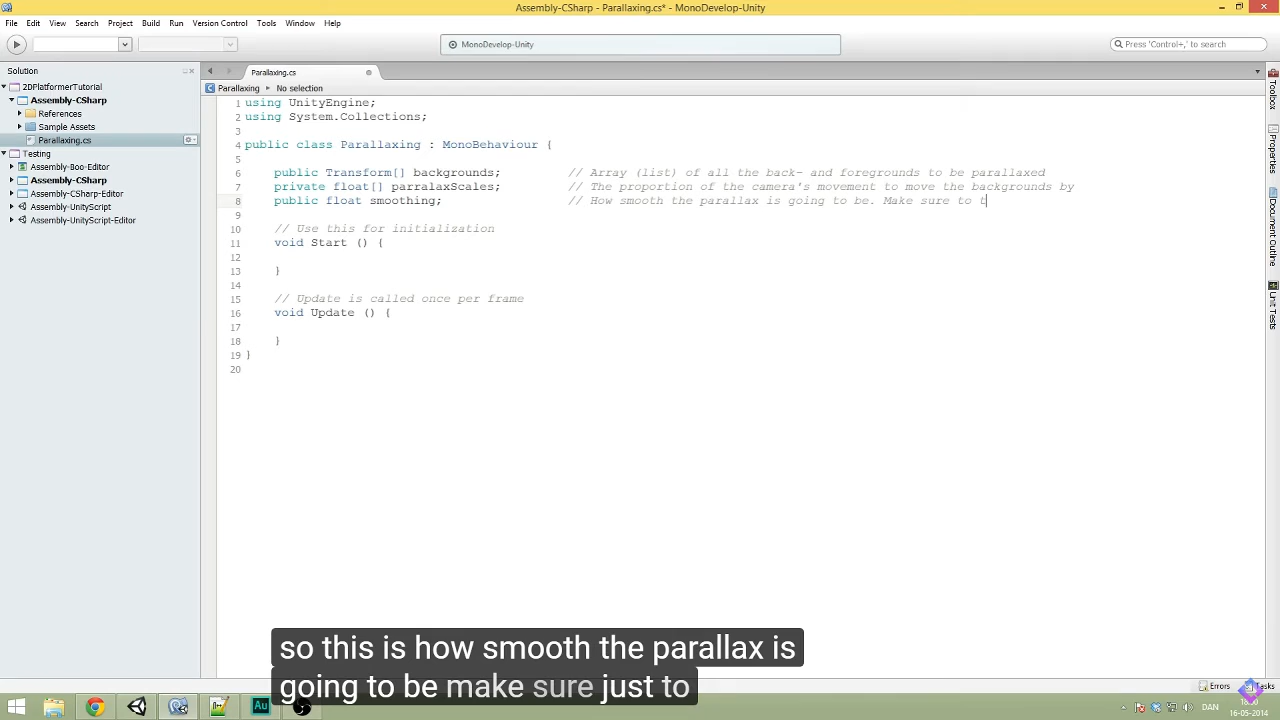 Assembly-CSharp - Parallaxing.cs* - MonoDevelop-Unity
File Edit View Search Project Build Run Version Control Tools Window Help
MonoDevelop-Unity
Press 'Control+,' to search
Solution
Parallaxing.cs
2DPlatformerTutorial
Parallaxing No selection
Assembly-CSharp
References
Sample Assets
Parallaxing.cs
Testing
Assembly-Boo-Editor
Assembly-CSharp
Assembly-CSharp-Editor
Assembly-UnityScript
Assembly-UnityScript-Editor
1 using UnityEngine;
2 using System.Collections;
3
4 public class Parallaxing : MonoBehaviour {
5
6 public Transform[] backgrounds; // Array (list) of all the back- and foregrounds to be parallaxed
7 private float[] parralaxScales; // The proportion of the camera's movement to move the backgrounds by
8 public float smoothing; // How smooth the parallax is going to be. Make sure to t
9
10 // Use this for initialization
11 void Start () {
12
13 }
14
15 // Update is called once per frame
16 void Update () {
17
18 }
19 }
20
Toolbox
Properties
Document Outline
Unit Tests
so this is how smooth the parallax is
going to be make sure just to
Errors Tasks
Au
DAN
16-05-2014